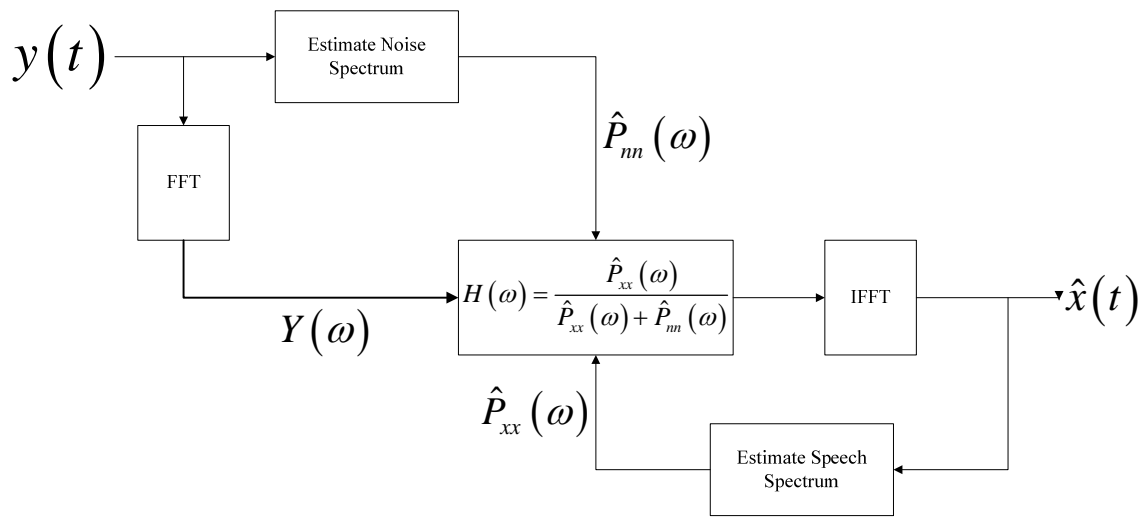 y(t)
Estimate Noise
Spectrum
P̂ₙₙ(ω)
FFT
H(ω) = P̂ₓₓ(ω) / (P̂ₓₓ(ω) + P̂ₙₙ(ω))
IFFT
x̂(t)
Y(ω)
P̂ₓₓ(ω)
Estimate Speech
Spectrum